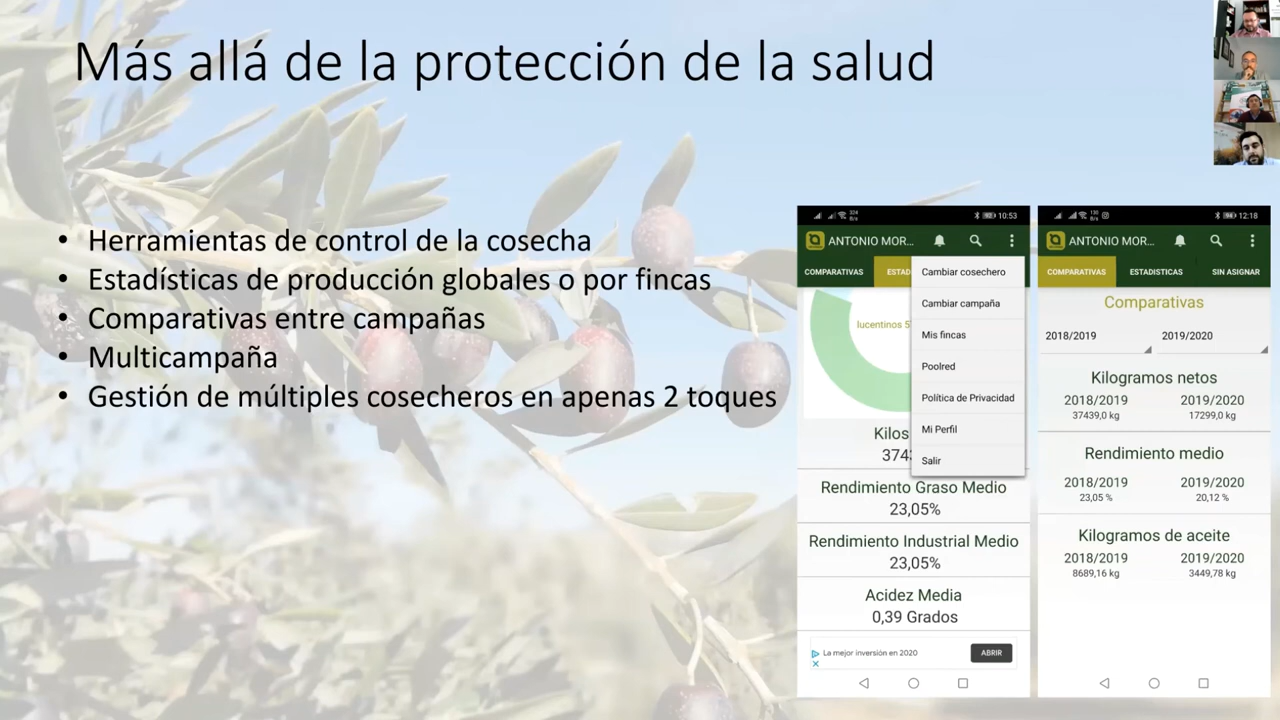 Más allá de la protección de la salud
• Herramientas de control de la cosecha
• Estadísticas de producción globales o por fincas
• Comparativas entre campañas
• Multicampaña
• Gestión de múltiples cosecheros en apenas 2 toques
10:53
ANTONIO MOR...
COMPARATIVAS ESTAD
Cambiar cosechero
Cambiar campaña
Mis fincas
Poolred
Política de Privacidad
Mi Perfil
Salir
lucentinos 5
Kilos
374
Rendimiento Graso Medio
23,05%
Rendimiento Industrial Medio
23,05%
Acidez Media
0,39 Grados
La mejor inversión en 2020
ABRIR
12:18
ANTONIO MOR...
COMPARATIVAS ESTADISTICAS SIN ASIGNAR
Comparativas
2018/2019 2019/2020
Kilogramos netos
2018/2019 2019/2020
37439,0 kg 17299,0 kg
Rendimiento medio
2018/2019 2019/2020
23,05 % 20,12 %
Kilogramos de aceite
2018/2019 2019/2020
8689,16 kg 3449,78 kg